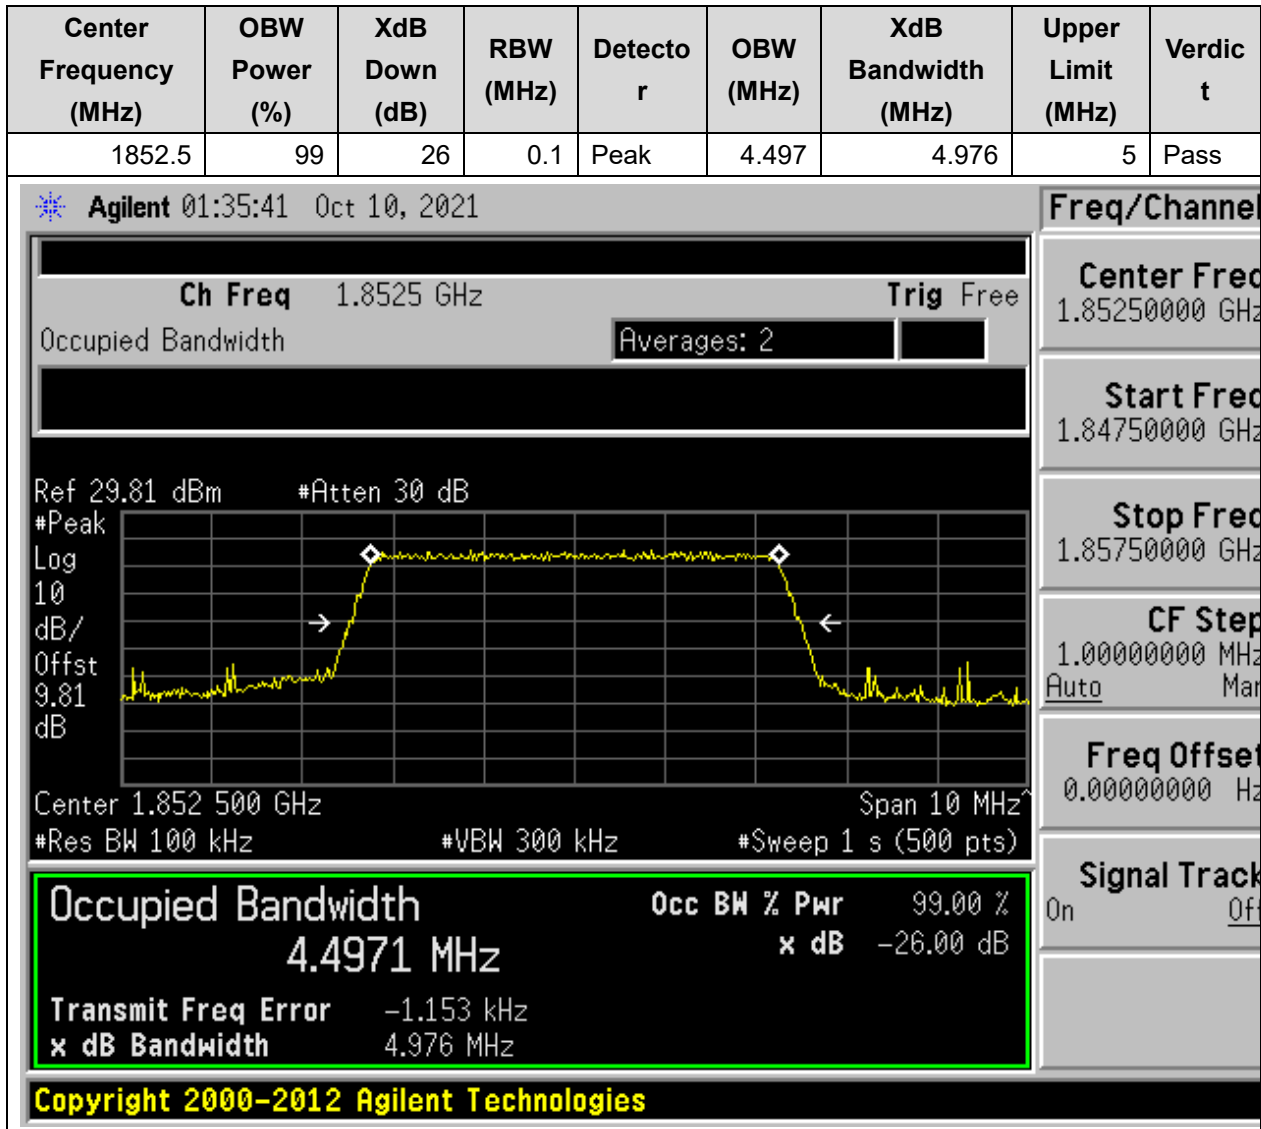 Center Frequency (MHz) OBW Power (%) XdB Down (dB) RBW (MHz) Detector OBW (MHz) XdB Bandwidth (MHz) Upper Limit (MHz) Verdict
1852.5 99 26 0.1 Peak 4.497 4.976 5 Pass
Agilent 01:35:41 Oct 10, 2021
Freq/Channel
Ch Freq 1.8525 GHz Trig Free
Occupied Bandwidth Averages: 2
Center Freq
1.85250000 GHz
Start Freq
1.84750000 GHz
Stop Freq
1.85750000 GHz
CF Step
1.00000000 MHz
Auto Man
Freq Offset
0.00000000 Hz
Signal Track
On Off
Ref 29.81 dBm #Atten 30 dB
#Peak
Log
10
dB/
Offst
9.81
dB
Center 1.852 500 GHz Span 10 MHz^
#Res BW 100 kHz #VBW 300 kHz #Sweep 1 s (500 pts)
Occupied Bandwidth
4.4971 MHz
Occ BW % Pwr 99.00 %
x dB -26.00 dB
Transmit Freq Error -1.153 kHz
x dB Bandwidth 4.976 MHz
Copyright 2000-2012 Agilent Technologies